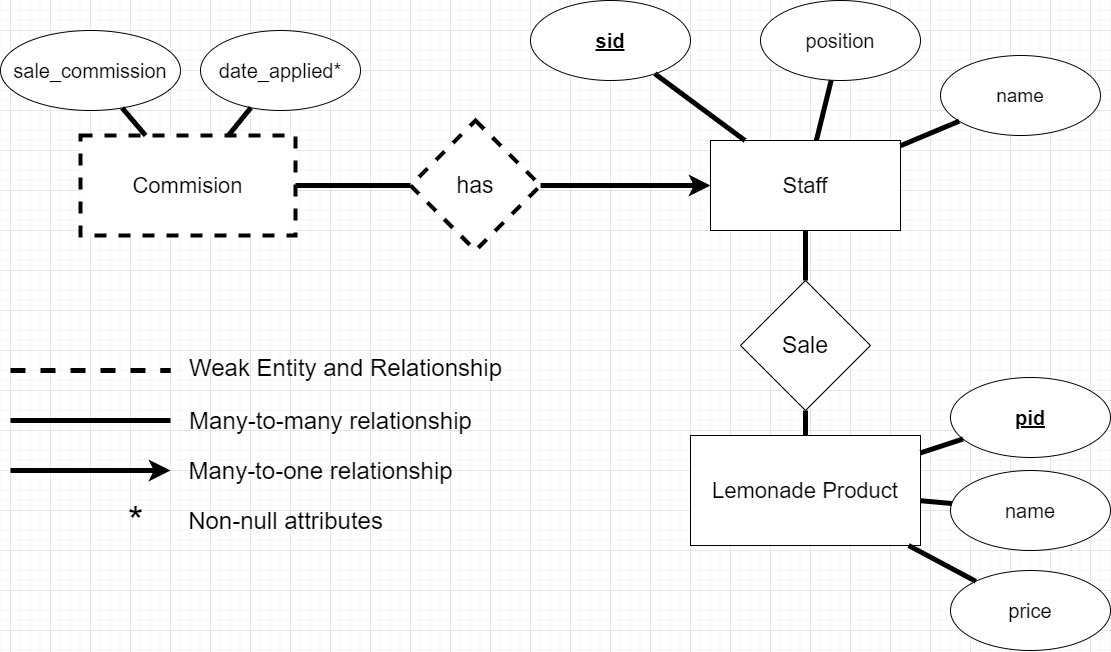 sid
position
sale_commission
date_applied*
name
Commision
has
Staff
Sale
Weak Entity and Relationship
Many-to-many relationship
pid
Many-to-one relationship
Lemonade Product
name
* Non-null attributes
price